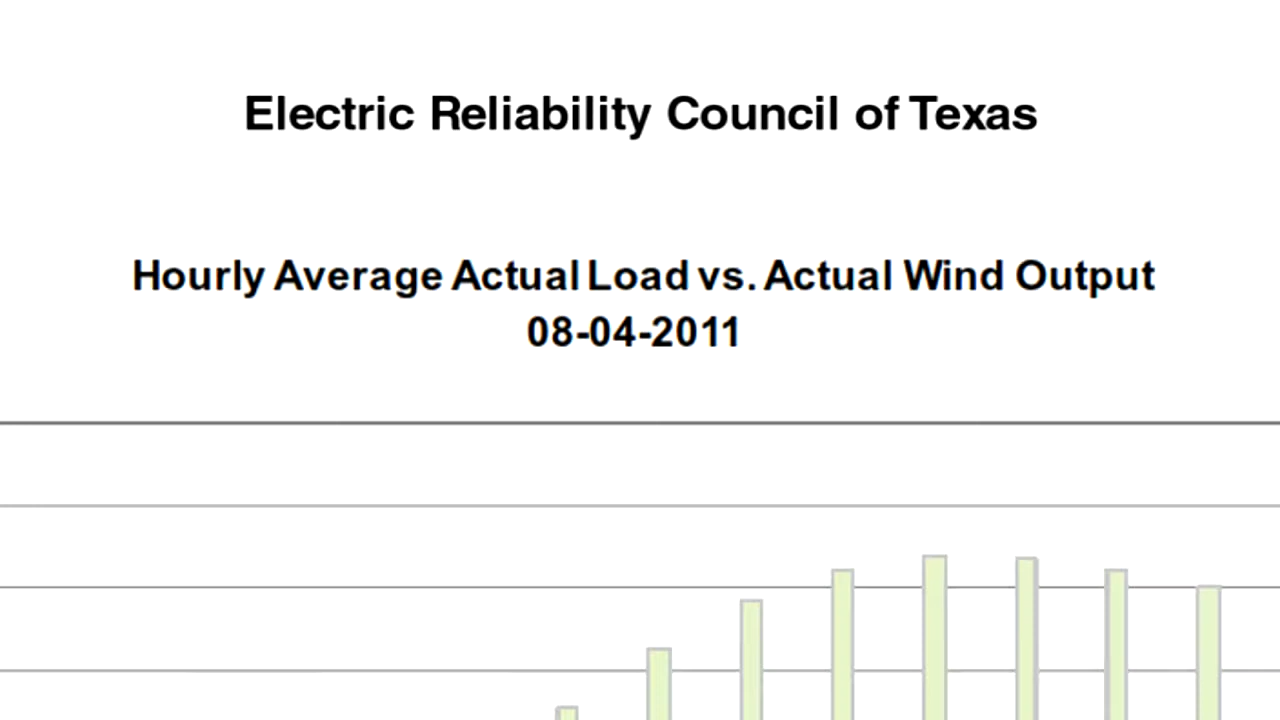 Electric Reliability Council of Texas
Hourly Average Actual Load vs. Actual Wind Output
08-04-2011